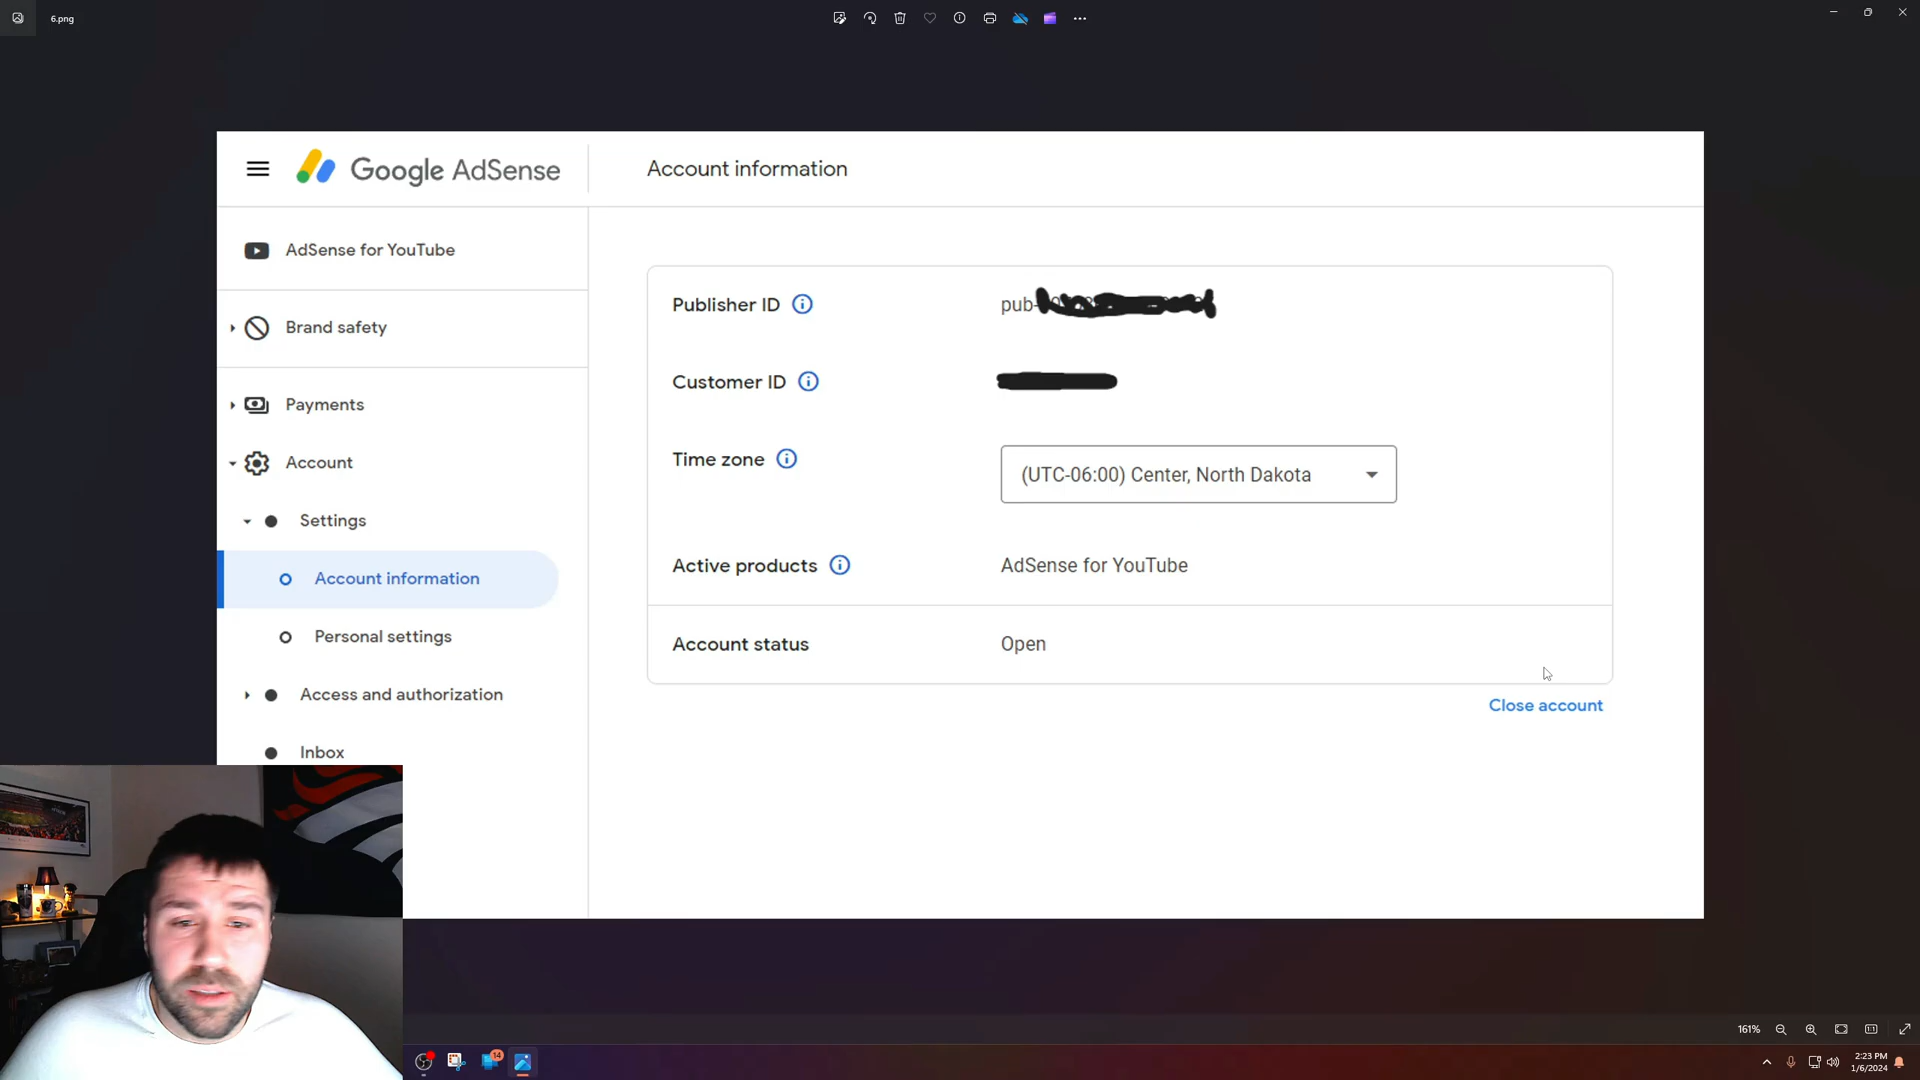 6.png
Google AdSense
Account information
AdSense for YouTube
Brand safety
Payments
Account
Settings
Account information
Personal settings
Access and authorization
Inbox
Publisher ID
pub-
Customer ID
Time zone
(UTC-06:00) Center, North Dakota
Active products
AdSense for YouTube
Account status
Open
Close account
161%
14
2:23 PM
1/6/2024